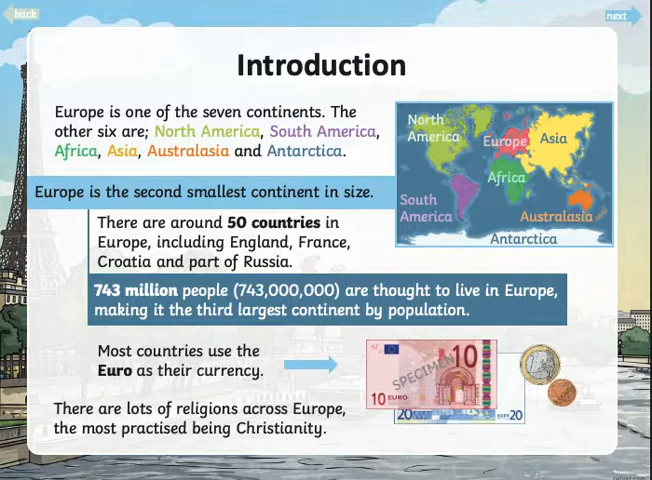 back
next
Introduction
Europe is one of the seven continents. The
other six are; North America, South America,
Africa, Asia, Australasia and Antarctica.
North
America
Europe
Asia
Africa
South
America
Australasia
Antarctica
Europe is the second smallest continent in size.
There are around 50 countries in
Europe, including England, France,
Croatia and part of Russia.
743 million people (743,000,000) are thought to live in Europe,
making it the third largest continent by population.
Most countries use the
Euro as their currency.
10
SPECIMEN
10 EURO
20
20
1
There are lots of religions across Europe,
the most practised being Christianity.